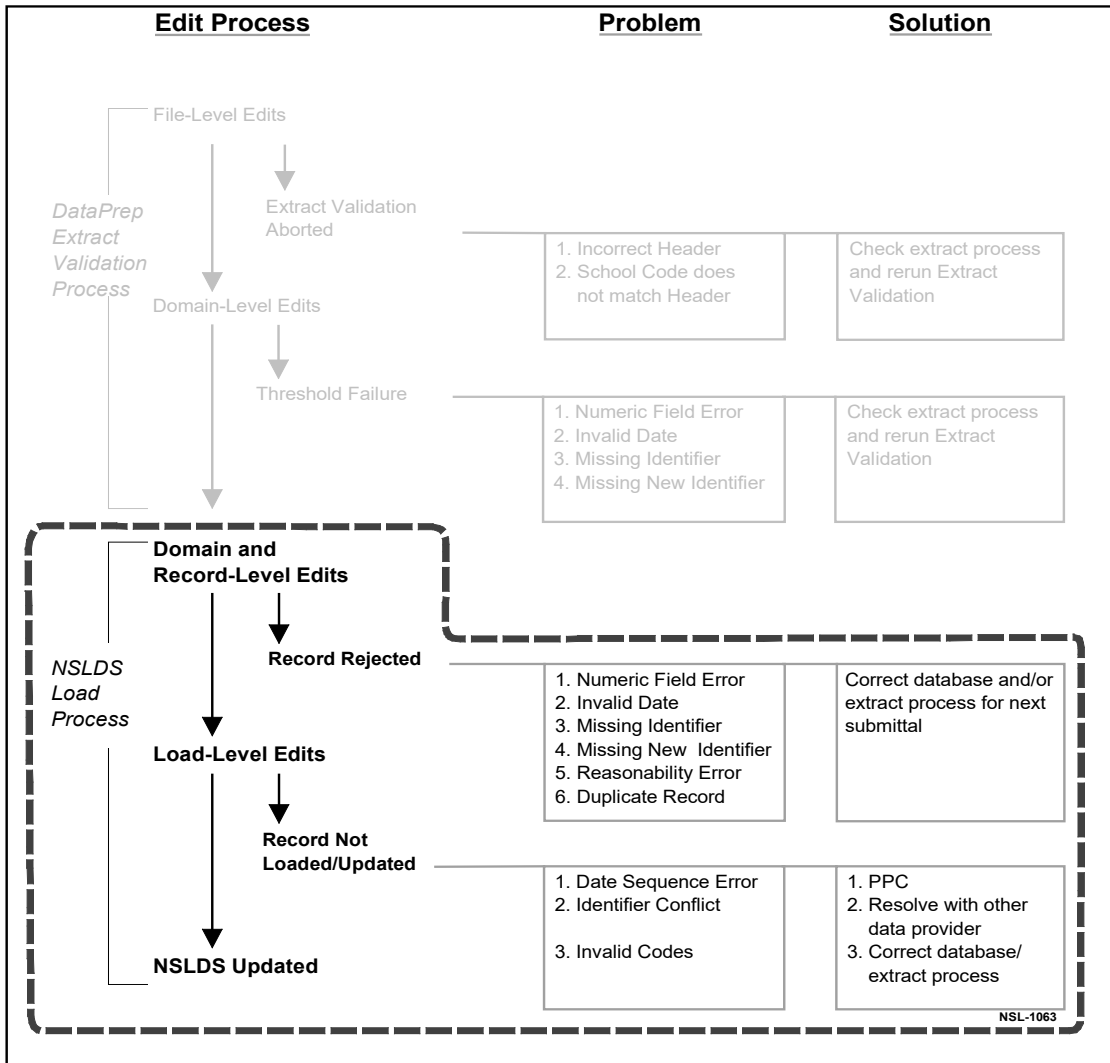 Edit Process
Problem
Solution
File-Level Edits
DataPrep
Extract
Validation
Process
Extract Validation
Aborted
1. Incorrect Header
2. School Code does
not match Header
Check extract process
and rerun Extract
Validation
Domain-Level Edits
Threshold Failure
1. Numeric Field Error
2. Invalid Date
3. Missing Identifier
4. Missing New Identifier
Check extract process
and rerun Extract
Validation
Domain and
Record-Level Edits
NSLDS
Load
Process
Record Rejected
1. Numeric Field Error
2. Invalid Date
3. Missing Identifier
4. Missing New Identifier
5. Reasonability Error
6. Duplicate Record
Correct database and/or
extract process for next
submittal
Load-Level Edits
Record Not
Loaded/Updated
1. Date Sequence Error
2. Identifier Conflict
3. Invalid Codes
1. PPC
2. Resolve with other
data provider
3. Correct database/
extract process
NSLDS Updated
NSL-1063